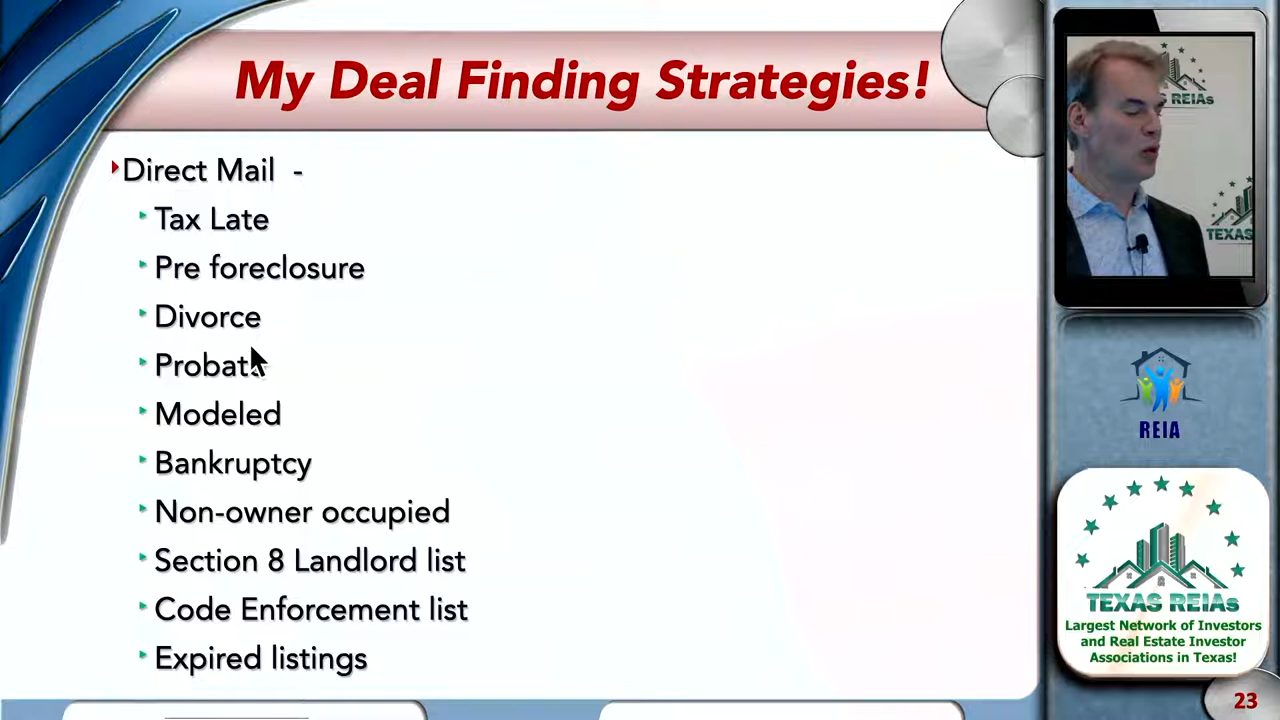 My Deal Finding Strategies!
Direct Mail -
Tax Late
Pre foreclosure
Divorce
Probate
Modeled
Bankruptcy
Non-owner occupied
Section 8 Landlord list
Code Enforcement list
Expired listings
S REIAs
TEXAS
REIA
TEXAS REIAs
Largest Network of Investors
and Real Estate Investor
Associations in Texas!
23